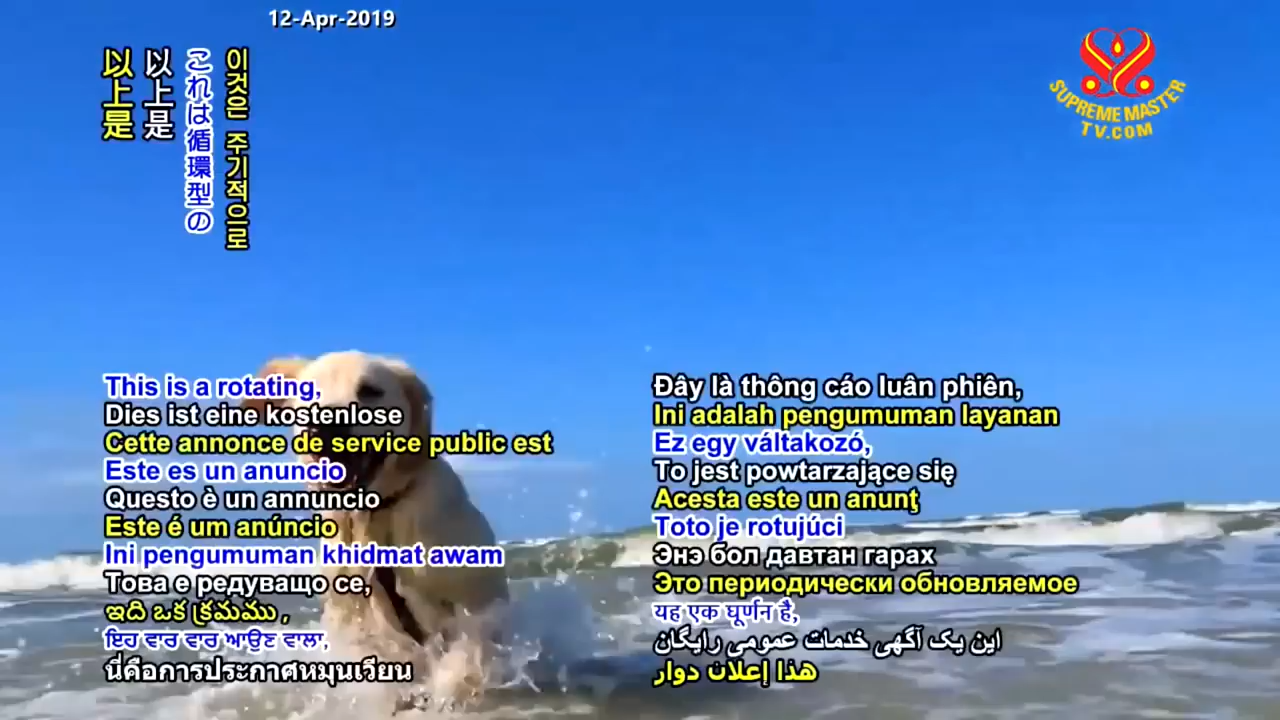 12-Apr-2019
以上是
以上是
これは循環型の
이것은 주기적으로
SUPREME MASTER
TV.COM
This is a rotating,
Dies ist eine kostenlose
Cette annonce de service public est
Este es un anuncio
Questo è un annuncio
Este é um anúncio
Ini pengumuman khidmat awam
Това е редуващо се,
ఇది ఒక క్రమము ,
ਇਹ ਵਾਰ ਵਾਰ ਆਉਣ ਵਾਲਾ,
นี่คือการประกาศหมุนเวียน
Đây là thông cáo luân phiên,
Ini adalah pengumuman layanan
Ez egy váltakozó,
To jest powtarzające się
Acesta este un anunţ
Toto je rotujúci
Энэ бол давтан гарах
Это периодически обновляемое
यह एक घूर्णन है,
این یک آگهی خدمات عمومی رایگان
هذا إعلان دوار